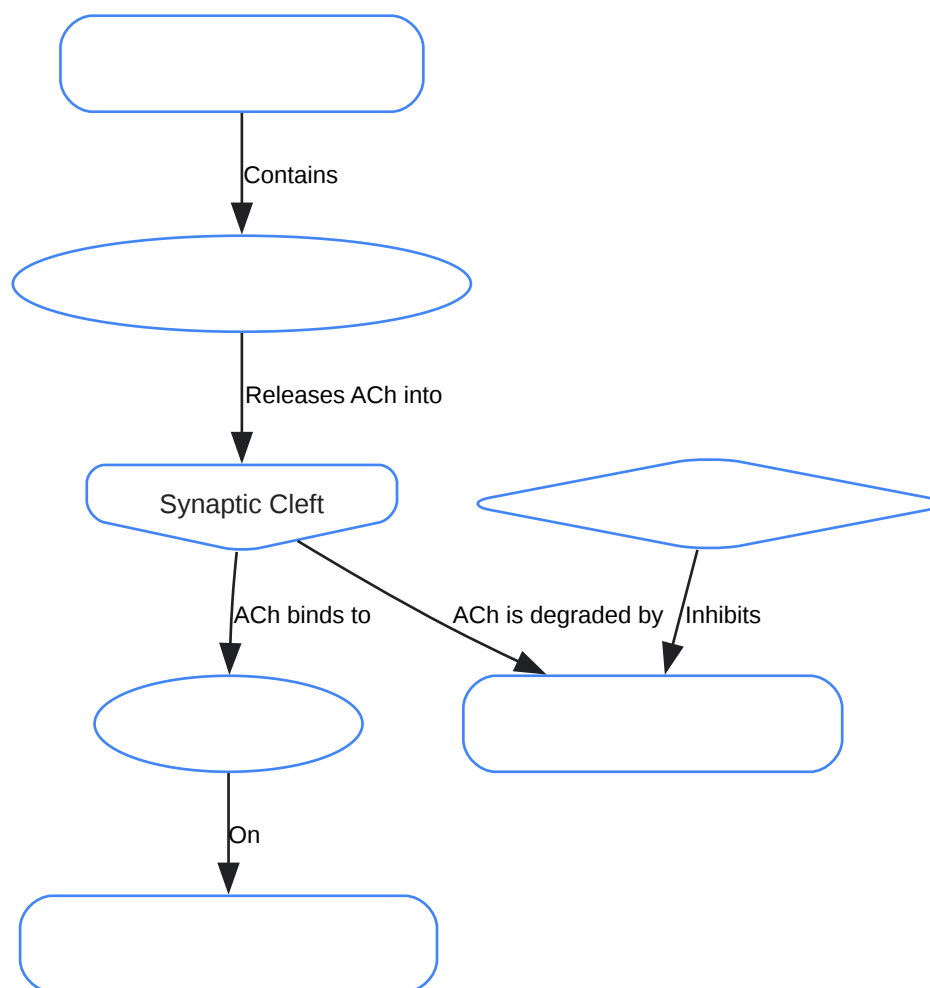 Contains
Releases ACh into
Synaptic Cleft
ACh binds to
ACh is degraded by
Inhibits
On